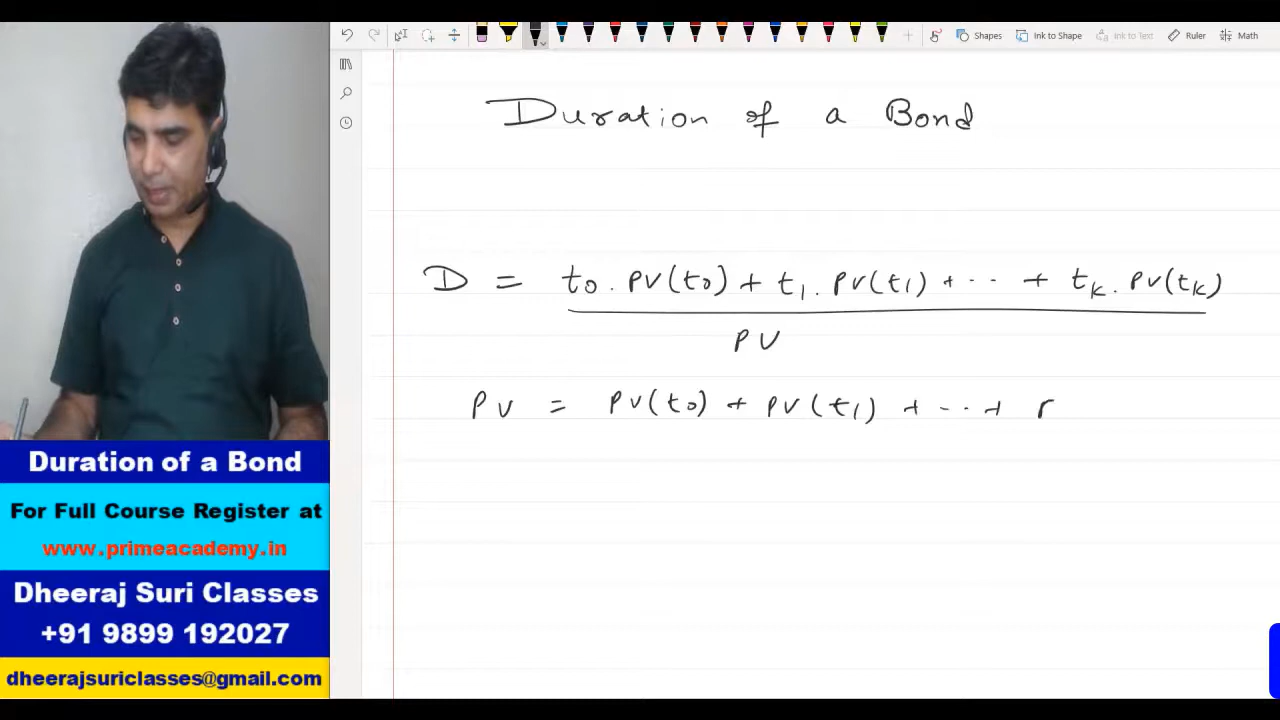 Shapes Ink to Shape Ink to Text Ruler Math
Duration of a Bond
D = t₀ . PV(t₀) + t₁ . PV(t₁) + ·· + tₖ . PV(tₖ)
PV
PV = PV(t₀) + PV(t₁) + -·· +
Duration of a Bond
For Full Course Register at
www.primeacademy.in
Dheeraj Suri Classes
+91 9899 192027
dheerajsuriclasses@gmail.com